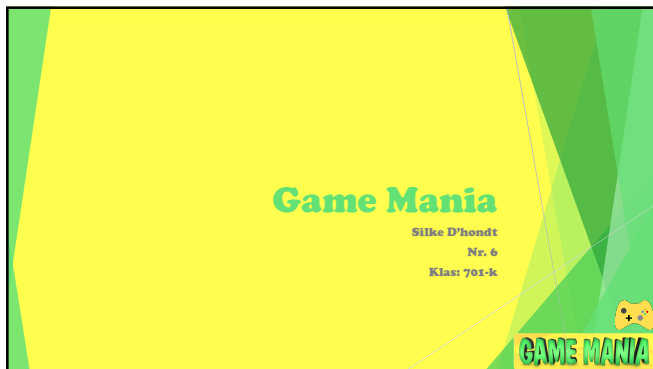 Game Mania
Silke D'hondt
Nr. 6
Klas: 701-k
GAME MANIA